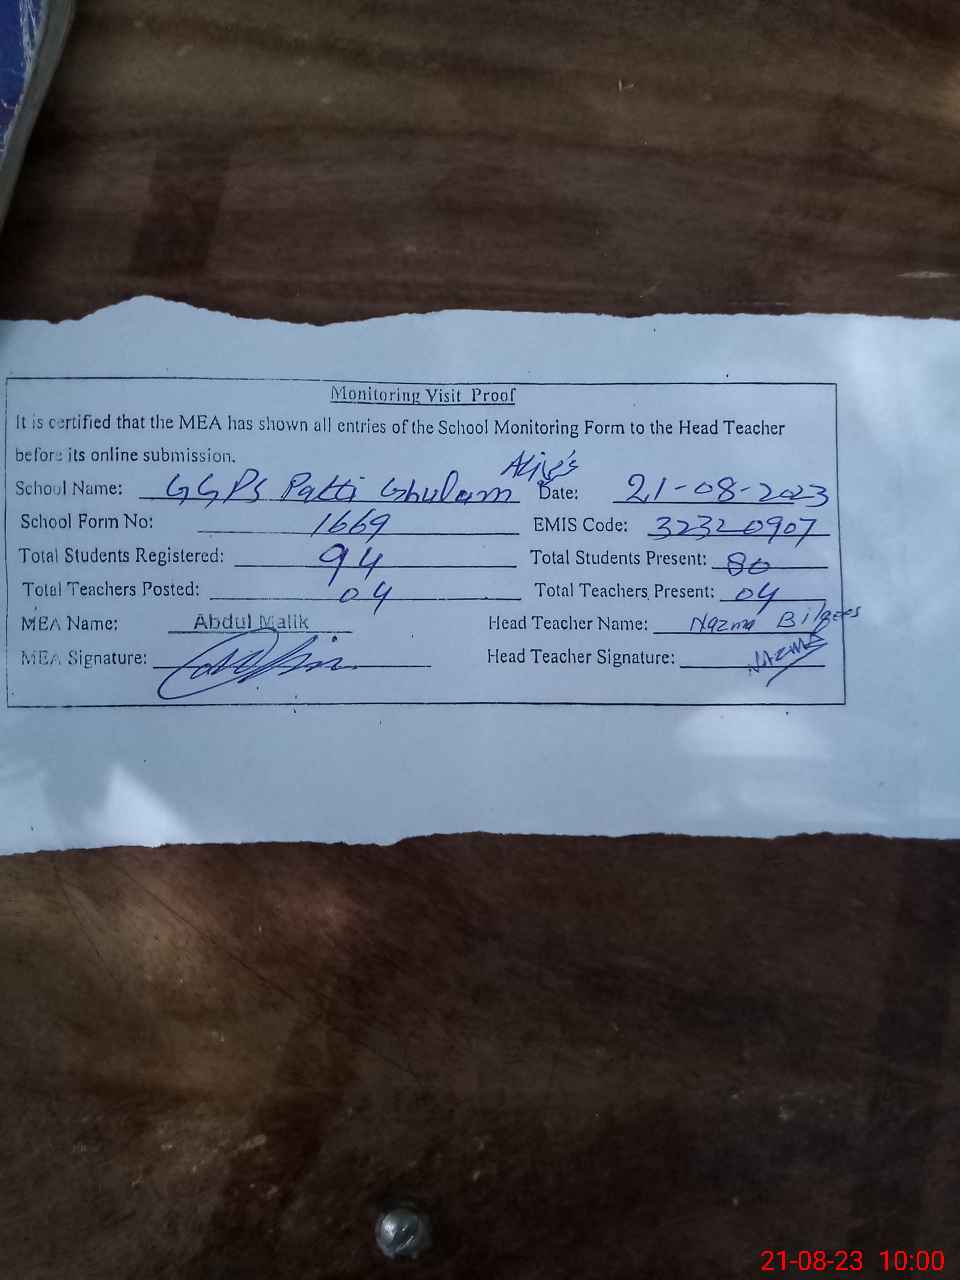 Monitoring Visit Proof
It is certified that the MEA has shown all entries of the School Monitoring Form to the Head Teacher
before its online submission.
School Name: GGPS Patti Ghulam Date: 21-08-2023
School Form No: 1669 EMIS Code: 32320907
Total Students Registered: 94 Total Students Present: 80
Total Teachers Posted: 04 Total Teachers Present: 04
MEA Name: Abdul Malik Head Teacher Name: Nazma Bilqees
MEA Signature: Head Teacher Signature: Nazma
21-08-23 10:00